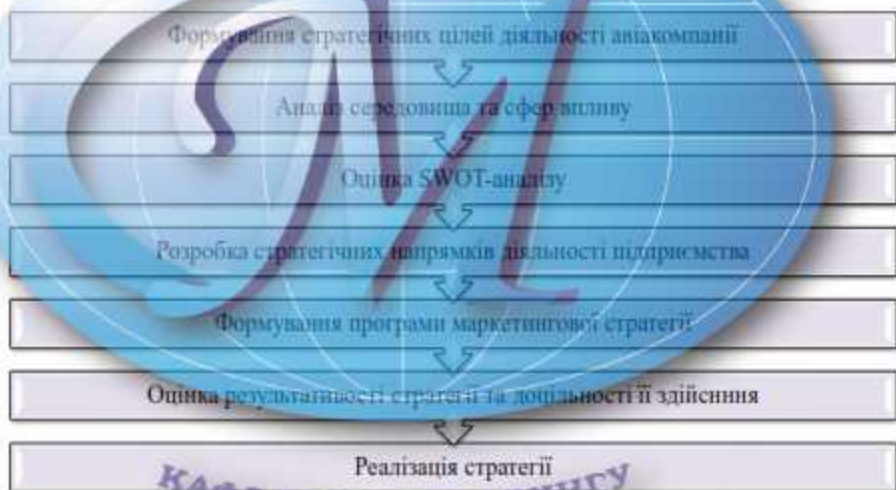 Формування стратегічних цілей діяльності авіакомпанії
Аналіз середовища та сфер впливу
Оцінка SWOT-аналізу
Розробка стратегічних напрямків діяльності підприємства
Формування програми маркетингової стратегії
Оцінка результативності стратегії та доцільності її здійснння
Реалізація стратегії